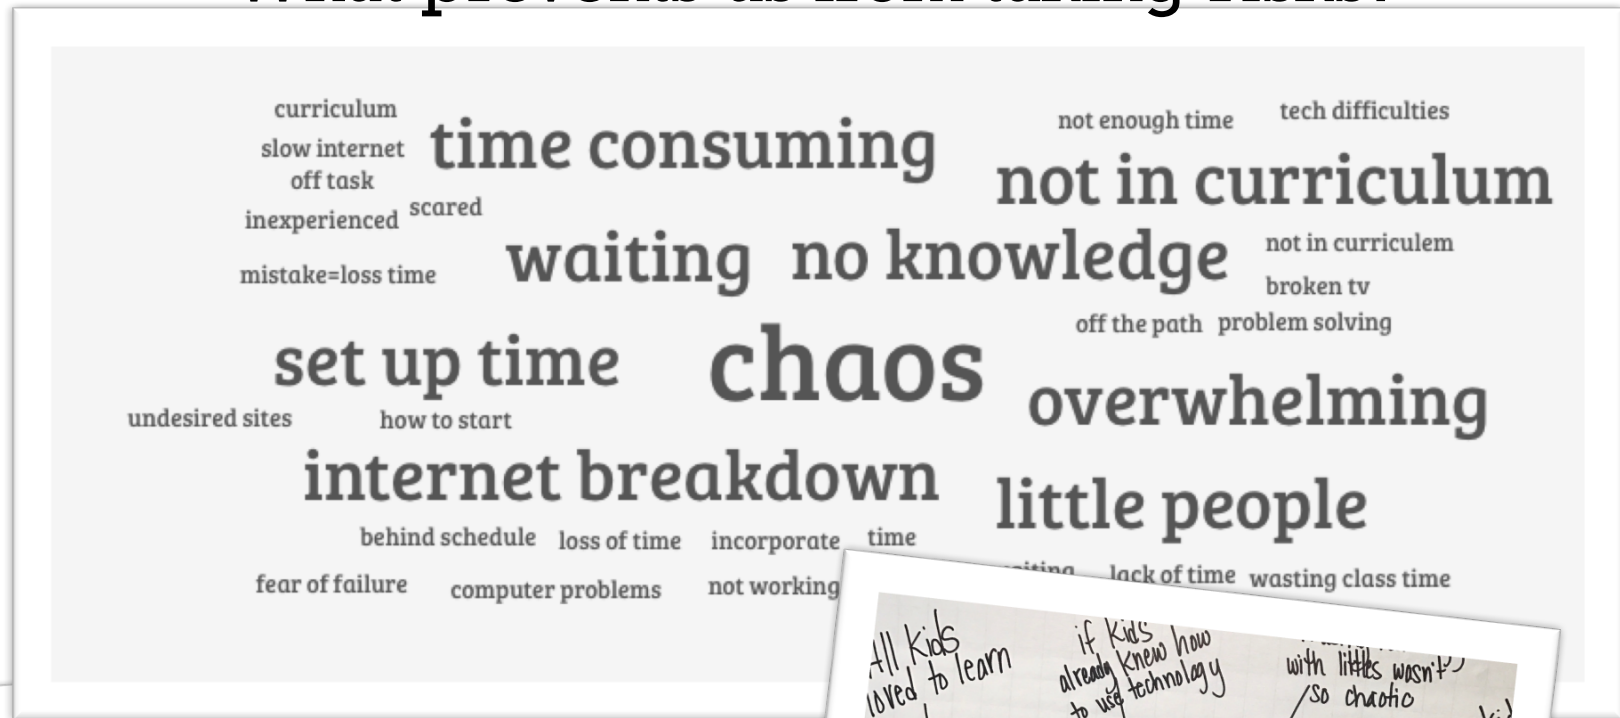 curriculum
time consuming
not enough time
tech difficulties
slow internet
off task
not in curriculum
inexperienced
scared
waiting
no knowledge
not in curriculem
mistake=loss time
broken tv
off the path
problem solving
set up time
chaos
overwhelming
undesired sites
how to start
internet breakdown
little people
behind schedule
loss of time
incorporate
time
lack of time
wasting class time
fear of failure
computer problems
not working
All kids
loved to learn
if kids
already knew how
to use technology
with littles wasn't
so chaotic